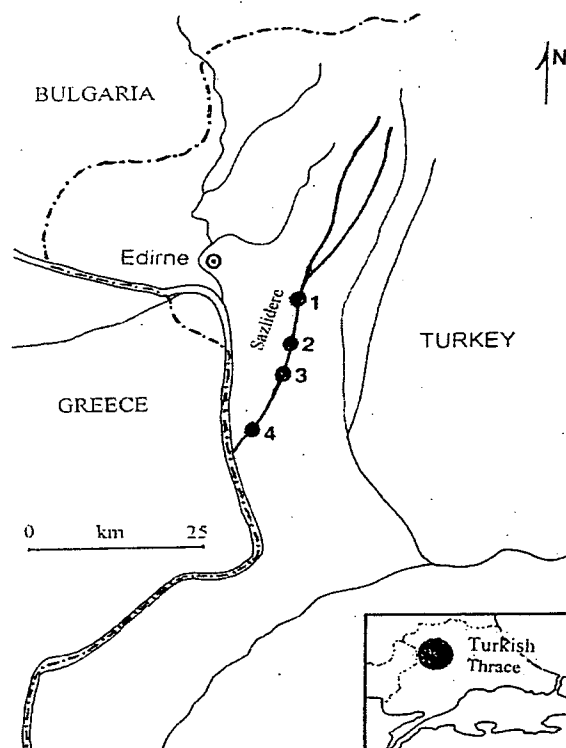 N
BULGARIA
Edirne
Sazlidere
1
2
TURKEY
3
GREECE
4
0 km 25
Turkish
Thrace